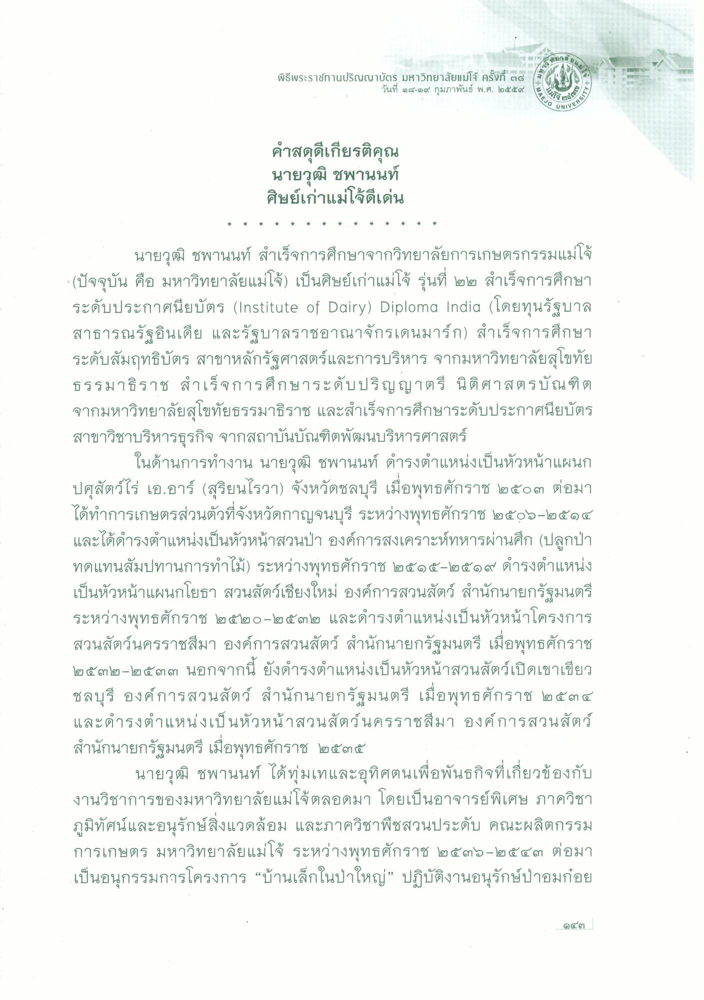 พิธีพระราชทานปริญญาบัตร มหาวิทยาลัยแม่โจ้ ครั้งที่ ๓๘
วันที่ ๑๘-๑๙ กุมภาพันธ์ พ.ศ. ๒๕๕๙
มหาวิทยาลัยแม่โจ้
แม่โจ้ ๒๔๗๗
MAEJO UNIVERSITY
คำสดุดีเกียรติคุณ
นายวุฒิ ชพานนท์
ศิษย์เก่าแม่โจ้ดีเด่น
* * * * * * * * * * * * * *
นายวุฒิ ชพานนท์ สำเร็จการศึกษาจากวิทยาลัยการเกษตรกรรมแม่โจ้
(ปัจจุบัน คือ มหาวิทยาลัยแม่โจ้) เป็นศิษย์เก่าแม่โจ้ รุ่นที่ ๒๒ สำเร็จการศึกษา
ระดับประกาศนียบัตร (Institute of Dairy) Diploma India (โดยทุนรัฐบาล
สาธารณรัฐอินเดีย และรัฐบาลราชอาณาจักรเดนมาร์ก) สำเร็จการศึกษา
ระดับสัมฤทธิบัตร สาขาหลักรัฐศาสตร์และการบริหาร จากมหาวิทยาลัยสุโขทัย
ธรรมาธิราช สำเร็จการศึกษาระดับปริญญาตรี นิติศาสตรบัณฑิต
จากมหาวิทยาลัยสุโขทัยธรรมาธิราช และสำเร็จการศึกษาระดับประกาศนียบัตร
สาขาวิชาบริหารธุรกิจ จากสถาบันบัณฑิตพัฒนบริหารศาสตร์
ในด้านการทำงาน นายวุฒิ ชพานนท์ ดำรงตำแหน่งเป็นหัวหน้าแผนก
ปศุสัตว์ไร่ เอ.อาร์ (สุริยนไรวา) จังหวัดชลบุรี เมื่อพุทธศักราช ๒๕๐๓ ต่อมา
ได้ทำการเกษตรส่วนตัวที่จังหวัดกาญจนบุรี ระหว่างพุทธศักราช ๒๕๐๖-๒๕๑๔
และได้ดำรงตำแหน่งเป็นหัวหน้าสวนป่า องค์การสงเคราะห์ทหารผ่านศึก (ปลูกป่า
ทดแทนสัมปทานการทำไม้) ระหว่างพุทธศักราช ๒๕๑๕-๒๕๑๙ ดำรงตำแหน่ง
เป็นหัวหน้าแผนกโยธา สวนสัตว์เชียงใหม่ องค์การสวนสัตว์ สำนักนายกรัฐมนตรี
ระหว่างพุทธศักราช ๒๕๒๐-๒๕๓๒ และดำรงตำแหน่งเป็นหัวหน้าโครงการ
สวนสัตว์นครราชสีมา องค์การสวนสัตว์ สำนักนายกรัฐมนตรี เมื่อพุทธศักราช
๒๕๓๒-๒๕๓๓ นอกจากนี้ ยังดำรงตำแหน่งเป็นหัวหน้าสวนสัตว์เปิดเขาเขียว
ชลบุรี องค์การสวนสัตว์ สำนักนายกรัฐมนตรี เมื่อพุทธศักราช ๒๕๓๔
และดำรงตำแหน่งเป็นหัวหน้าสวนสัตว์นครราชสีมา องค์การสวนสัตว์
สำนักนายกรัฐมนตรี เมื่อพุทธศักราช ๒๕๓๕
นายวุฒิ ชพานนท์ ได้ทุ่มเทและอุทิศตนเพื่อพันธกิจที่เกี่ยวข้องกับ
งานวิชาการของมหาวิทยาลัยแม่โจ้ตลอดมา โดยเป็นอาจารย์พิเศษ ภาควิชา
ภูมิทัศน์และอนุรักษ์สิ่งแวดล้อม และภาควิชาพืชสวนประดับ คณะผลิตกรรม
การเกษตร มหาวิทยาลัยแม่โจ้ ระหว่างพุทธศักราช ๒๕๓๖-๒๕๔๓ ต่อมา
เป็นอนุกรรมการโครงการ “บ้านเล็กในป่าใหญ่” ปฏิบัติงานอนุรักษ์ป่าอมก๋อย
๑๔๓